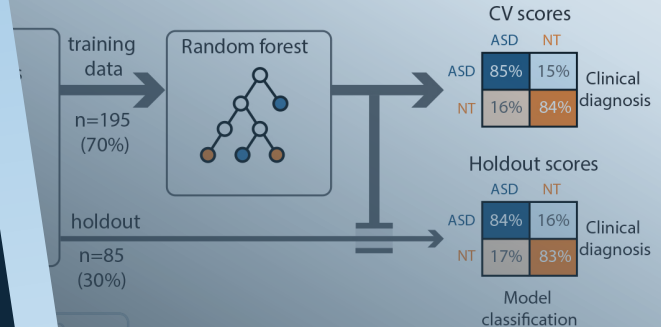 training
data
n=195
(70%)
Random forest
CV scores
ASD NT
ASD 85% 15%
NT 16% 84%
Clinical
diagnosis
holdout
n=85
(30%)
Holdout scores
ASD NT
ASD 84% 16%
NT 17% 83%
Clinical
diagnosis
Model
classification